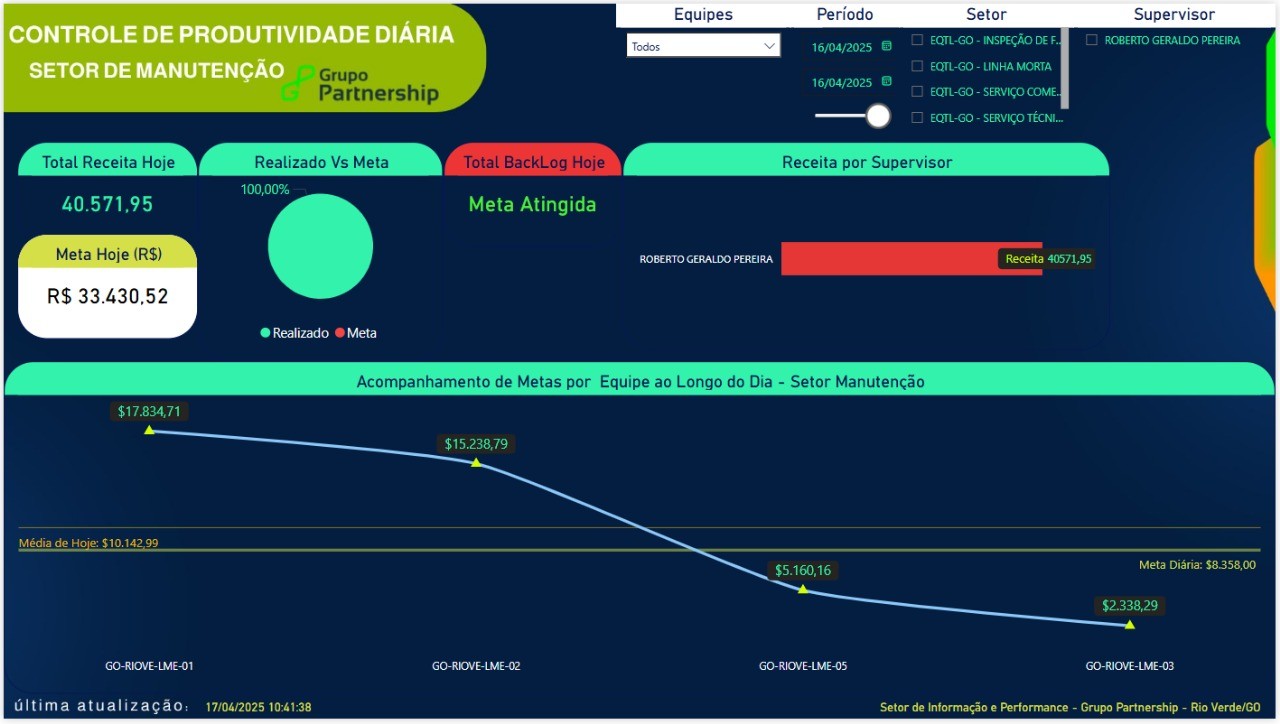 CONTROLE DE PRODUTIVIDADE DIÁRIA
SETOR DE MANUTENÇÃO
Grupo
Partnership
Equipes
Todos
Período
16/04/2025
16/04/2025
Setor
EQTL-GO - INSPEÇÃO DE F...
EQTL-GO - LINHA MORTA
EQTL-GO - SERVIÇO COME...
EQTL-GO - SERVIÇO TÉCNI...
Supervisor
ROBERTO GERALDO PEREIRA
Total Receita Hoje
40.571,95
Meta Hoje (R$)
R$ 33.430,52
Realizado Vs Meta
100,00%
Realizado
Meta
Total BackLog Hoje
Meta Atingida
Receita por Supervisor
ROBERTO GERALDO PEREIRA
Receita 40571,95
Acompanhamento de Metas por Equipe ao Longo do Dia - Setor Manutenção
$17.834,71
$15.238,79
$5.160,16
$2.338,29
Média de Hoje: $10.142,99
Meta Diária: $8.358,00
GO-RIOVE-LME-01
GO-RIOVE-LME-02
GO-RIOVE-LME-05
GO-RIOVE-LME-03
última atualização: 17/04/2025 10:41:38
Setor de Informação e Performance - Grupo Partnership - Rio Verde/GO